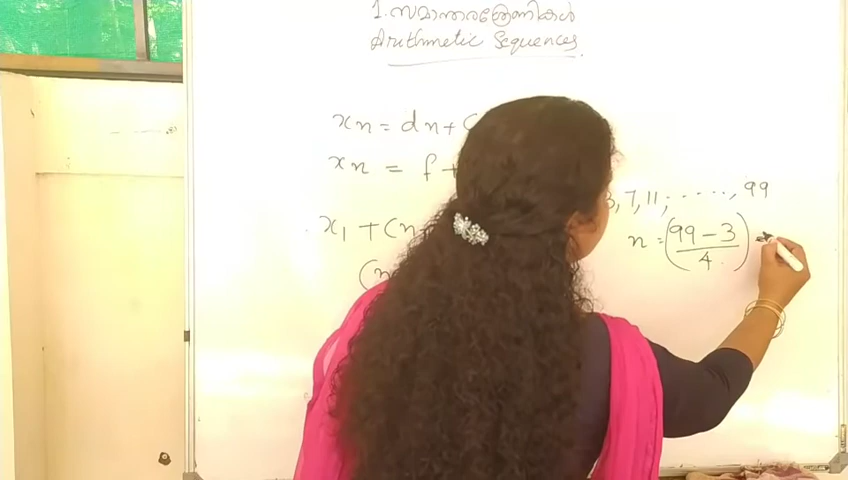 1. സമാന്തരശ്രേണികൾ
Arithmetic Sequences
xn = dn +
xn = f +
3, 7, 11, ....., 99
x1 + (n
n = (99 - 3 / 4)
(n